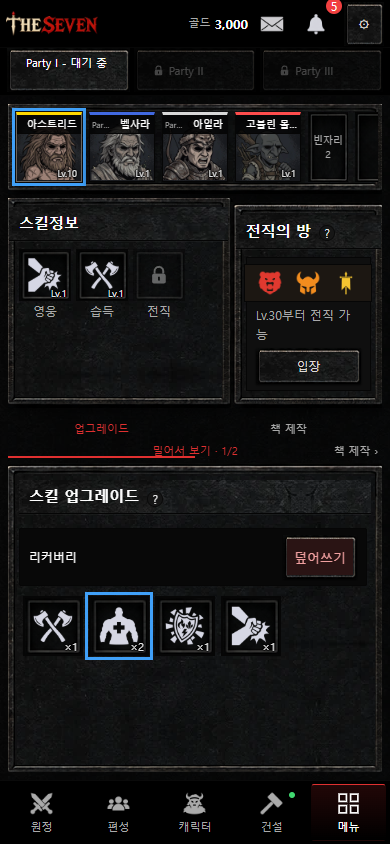 THE SEVEN
골드 3,000
5
Party I - 대기 중
Party II
Party III
아스트리드
Lv.10
Par...
벨사라
Lv.1
Par...
아일라
Lv.1
고블린 몰...
Lv.1
빈자리
2
스킬정보
Lv.1
영웅
Lv.1
습득
전직
전직의 방 ?
Lv.30부터 전직 가
능
입장
업그레이드
책 제작
밀어서 보기 · 1/2
책 제작 ›
스킬 업그레이드 ?
리커버리
덮어쓰기
×1
×2
×1
×1
원정
편성
캐릭터
건설
메뉴